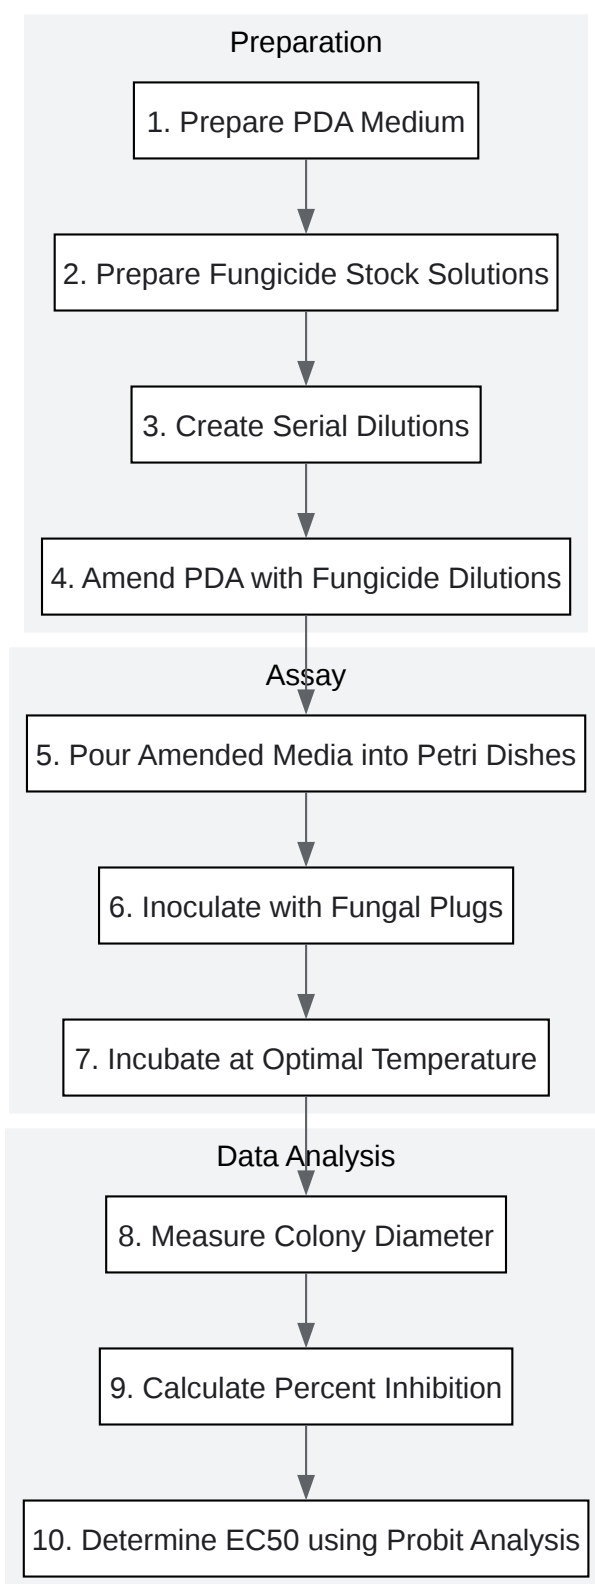 Preparation
1. Prepare PDA Medium
2. Prepare Fungicide Stock Solutions
3. Create Serial Dilutions
4. Amend PDA with Fungicide Dilutions
Assay
5. Pour Amended Media into Petri Dishes
6. Inoculate with Fungal Plugs
7. Incubate at Optimal Temperature
Data Analysis
8. Measure Colony Diameter
9. Calculate Percent Inhibition
10. Determine EC50 using Probit Analysis